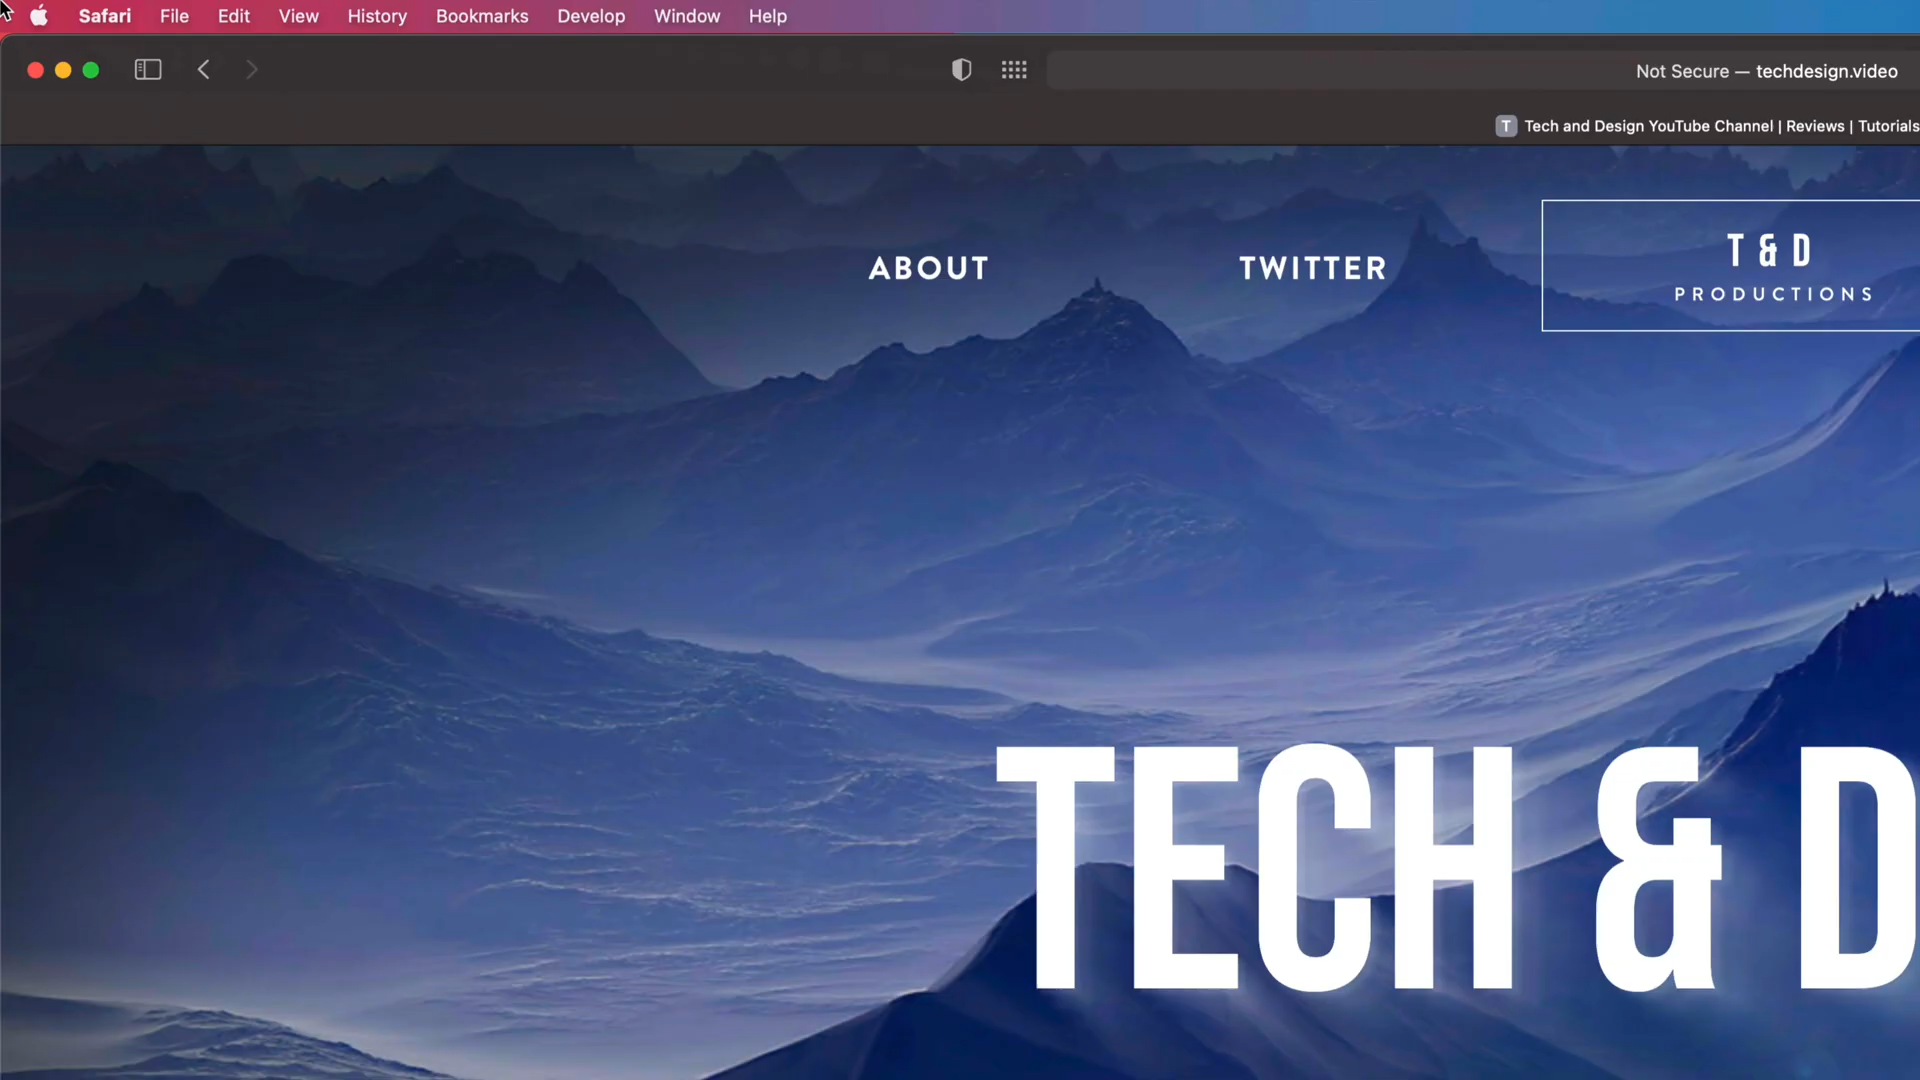 Safari File Edit View History Bookmarks Develop Window Help
Not Secure — techdesign.video
T Tech and Design YouTube Channel | Reviews | Tutorials
ABOUT TWITTER T & D
PRODUCTIONS
TECH & D